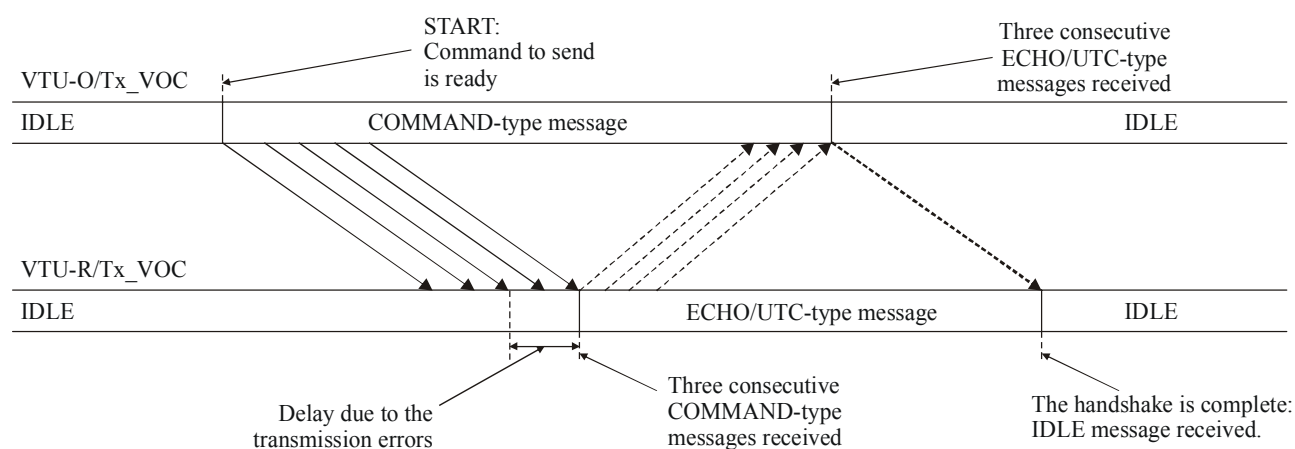 START:
Command to send
is ready
Three consecutive
ECHO/UTC-type
messages received
VTU-O/Tx_VOC
IDLE
COMMAND-type message
IDLE
VTU-R/Tx_VOC
IDLE
ECHO/UTC-type message
IDLE
Delay due to the
transmission errors
Three consecutive
COMMAND-type
messages received
The handshake is complete:
IDLE message received.